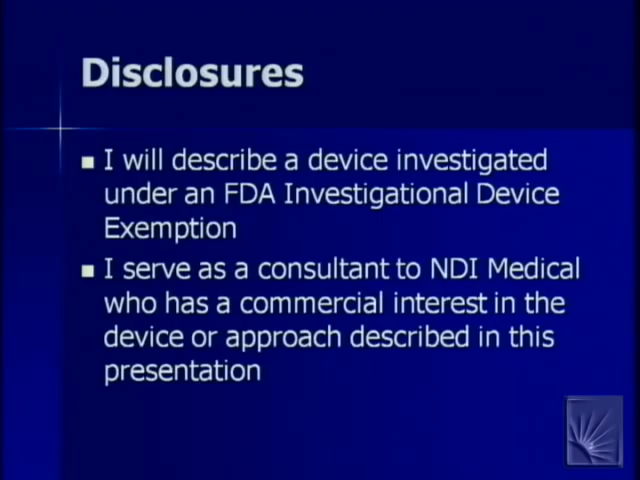 Disclosures
I will describe a device investigated
under an FDA Investigational Device
Exemption
I serve as a consultant to NDI Medical
who has a commercial interest in the
device or approach described in this
presentation